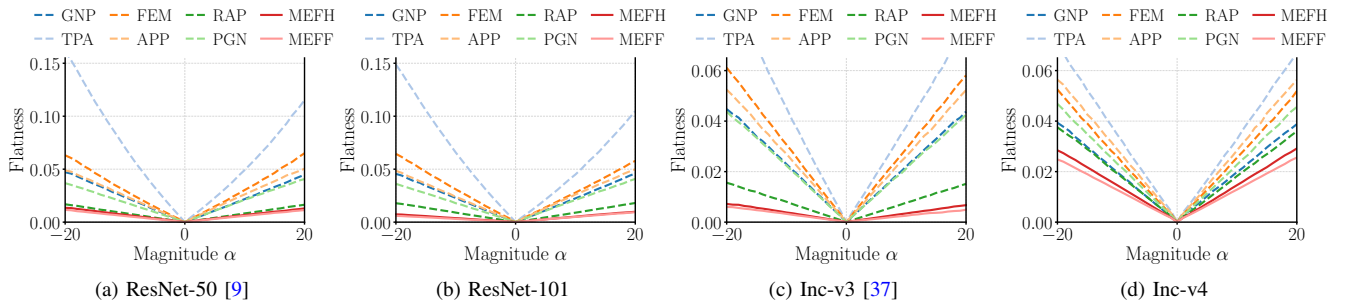 GNP FEM RAP MEFH
TPA APP PGN MEFF
0.15
0.10
0.05
0.00
Flatness
−20 0 20
Magnitude α
(a) ResNet-50 [9]
GNP FEM RAP MEFH
TPA APP PGN MEFF
0.15
0.10
0.05
0.00
Flatness
−20 0 20
Magnitude α
(b) ResNet-101
GNP FEM RAP MEFH
TPA APP PGN MEFF
0.06
0.04
0.02
0.00
Flatness
−20 0 20
Magnitude α
(c) Inc-v3 [37]
GNP FEM RAP MEFH
TPA APP PGN MEFF
0.06
0.04
0.02
0.00
Flatness
−20 0 20
Magnitude α
(d) Inc-v4